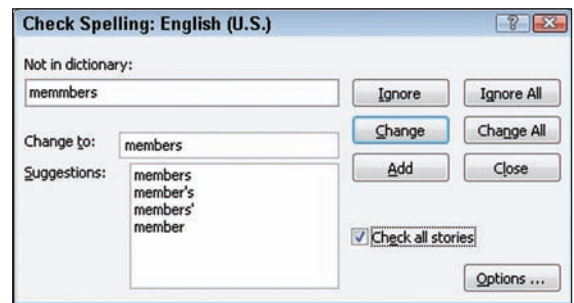 Check Spelling: English (U.S.)
Not in dictionary:
memmbers
Ignore
Ignore All
Change to:
members
Change
Change All
Suggestions:
members
member's
members'
member
Add
Close
Check all stories
Options ...